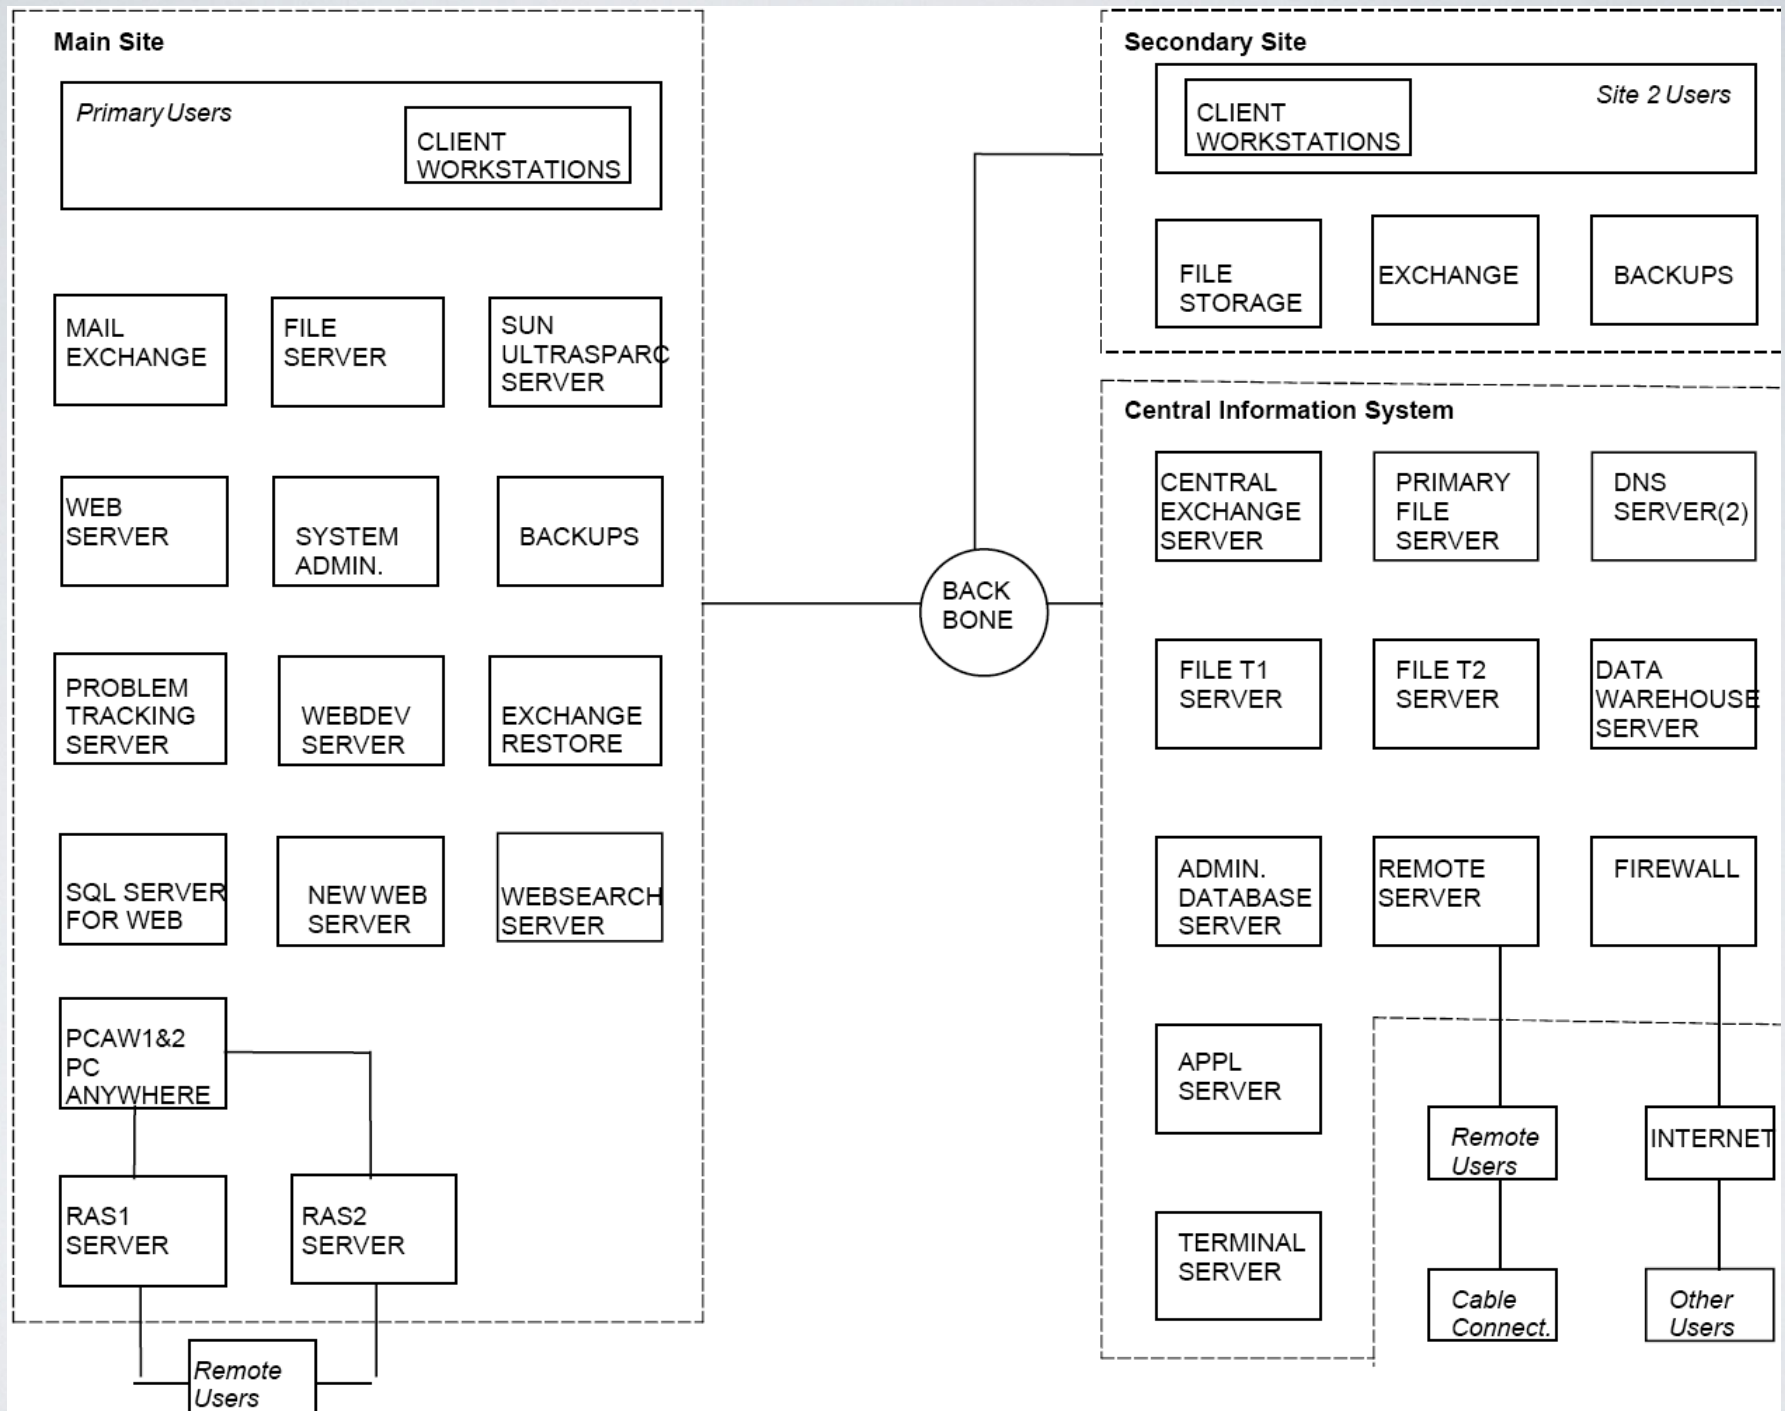 Main Site
Primary Users
CLIENT
WORKSTATIONS
MAIL
EXCHANGE
FILE
SERVER
SUN
ULTRASPARC
SERVER
WEB
SERVER
SYSTEM
ADMIN.
BACKUPS
PROBLEM
TRACKING
SERVER
WEBDEV
SERVER
EXCHANGE
RESTORE
SQL SERVER
FOR WEB
NEW WEB
SERVER
WEBSEARCH
SERVER
PCAW1&2
PC
ANYWHERE
RAS1
SERVER
RAS2
SERVER
Remote
Users
BACK
BONE
Secondary Site
CLIENT
WORKSTATIONS
Site 2 Users
FILE
STORAGE
EXCHANGE
BACKUPS
Central Information System
CENTRAL
EXCHANGE
SERVER
PRIMARY
FILE
SERVER
DNS
SERVER(2)
FILE T1
SERVER
FILE T2
SERVER
DATA
WAREHOUSE
SERVER
ADMIN.
DATABASE
SERVER
REMOTE
SERVER
FIREWALL
APPL
SERVER
TERMINAL
SERVER
Remote
Users
INTERNET
Cable
Connect.
Other
Users